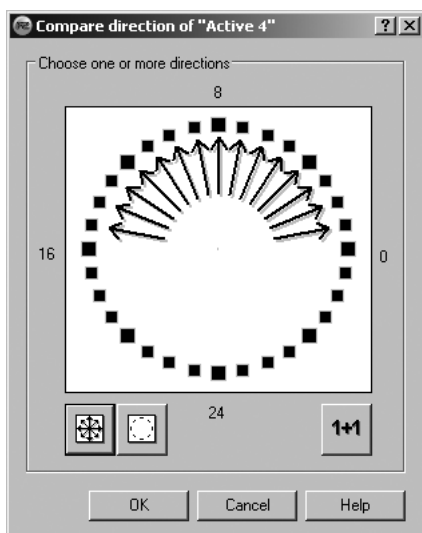 Compare direction of "Active 4"
Choose one or more directions
8
16
0
24
1+1
OK
Cancel
Help